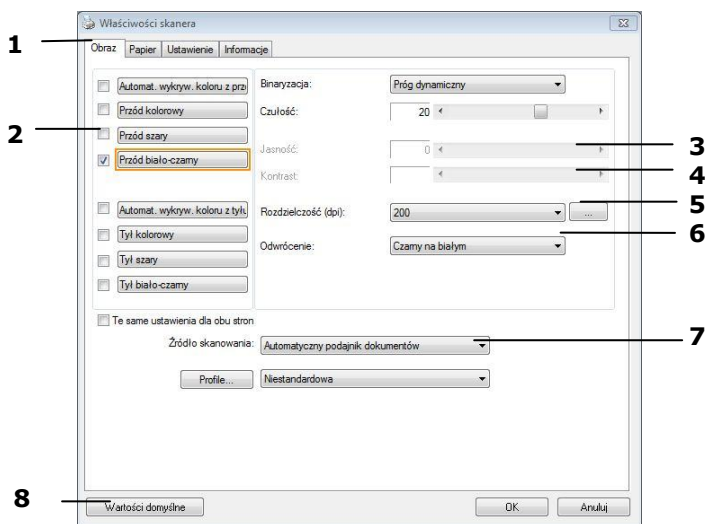 Właściwości skanera
1
Obraz Papier Ustawienie Informacje
Automat. wykryw. koloru z prze
Binaryzacja: Próg dynamiczny
Przód kolorowy
Czułość: 20
2
Przód szary
Jasność: 0
3
Przód biało-czarny
Kontrast:
4
Automat. wykryw. koloru z tyłu
Rozdzielczość (dpi): 200 ...
5
Tył kolorowy
6
Odwrócenie: Czarny na białym
Tył szary
Tył biało-czarny
Te same ustawienia dla obu stron
Źródło skanowania: Automatyczny podajnik dokumentów
7
Profile... Niestandardowa
8
Wartości domyślne OK Anuluj